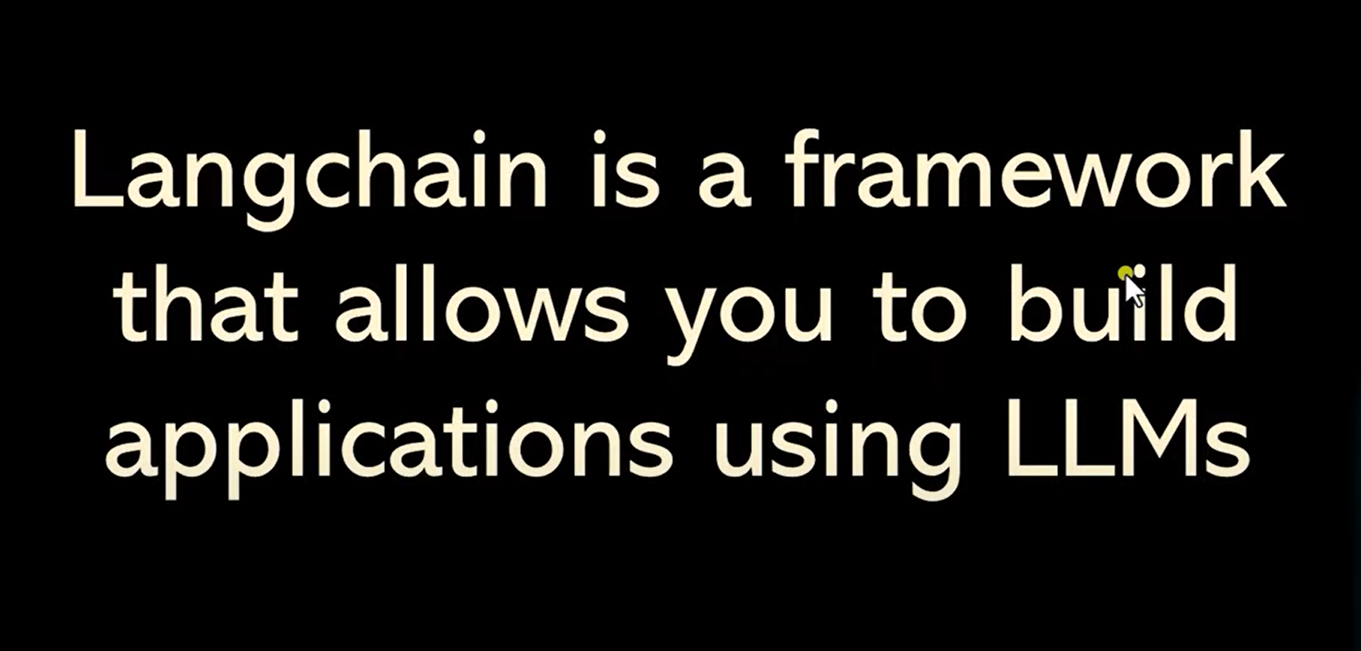 Langchain is a framework
that allows you to build
applications using LLMs